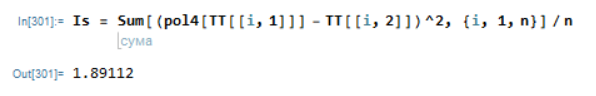 In[301]:= Is = Sum[(pol4[TT[[i, 1]]] - TT[[i, 2]])^2, {i, 1, n}] / n
сума
Out[301]= 1.89112